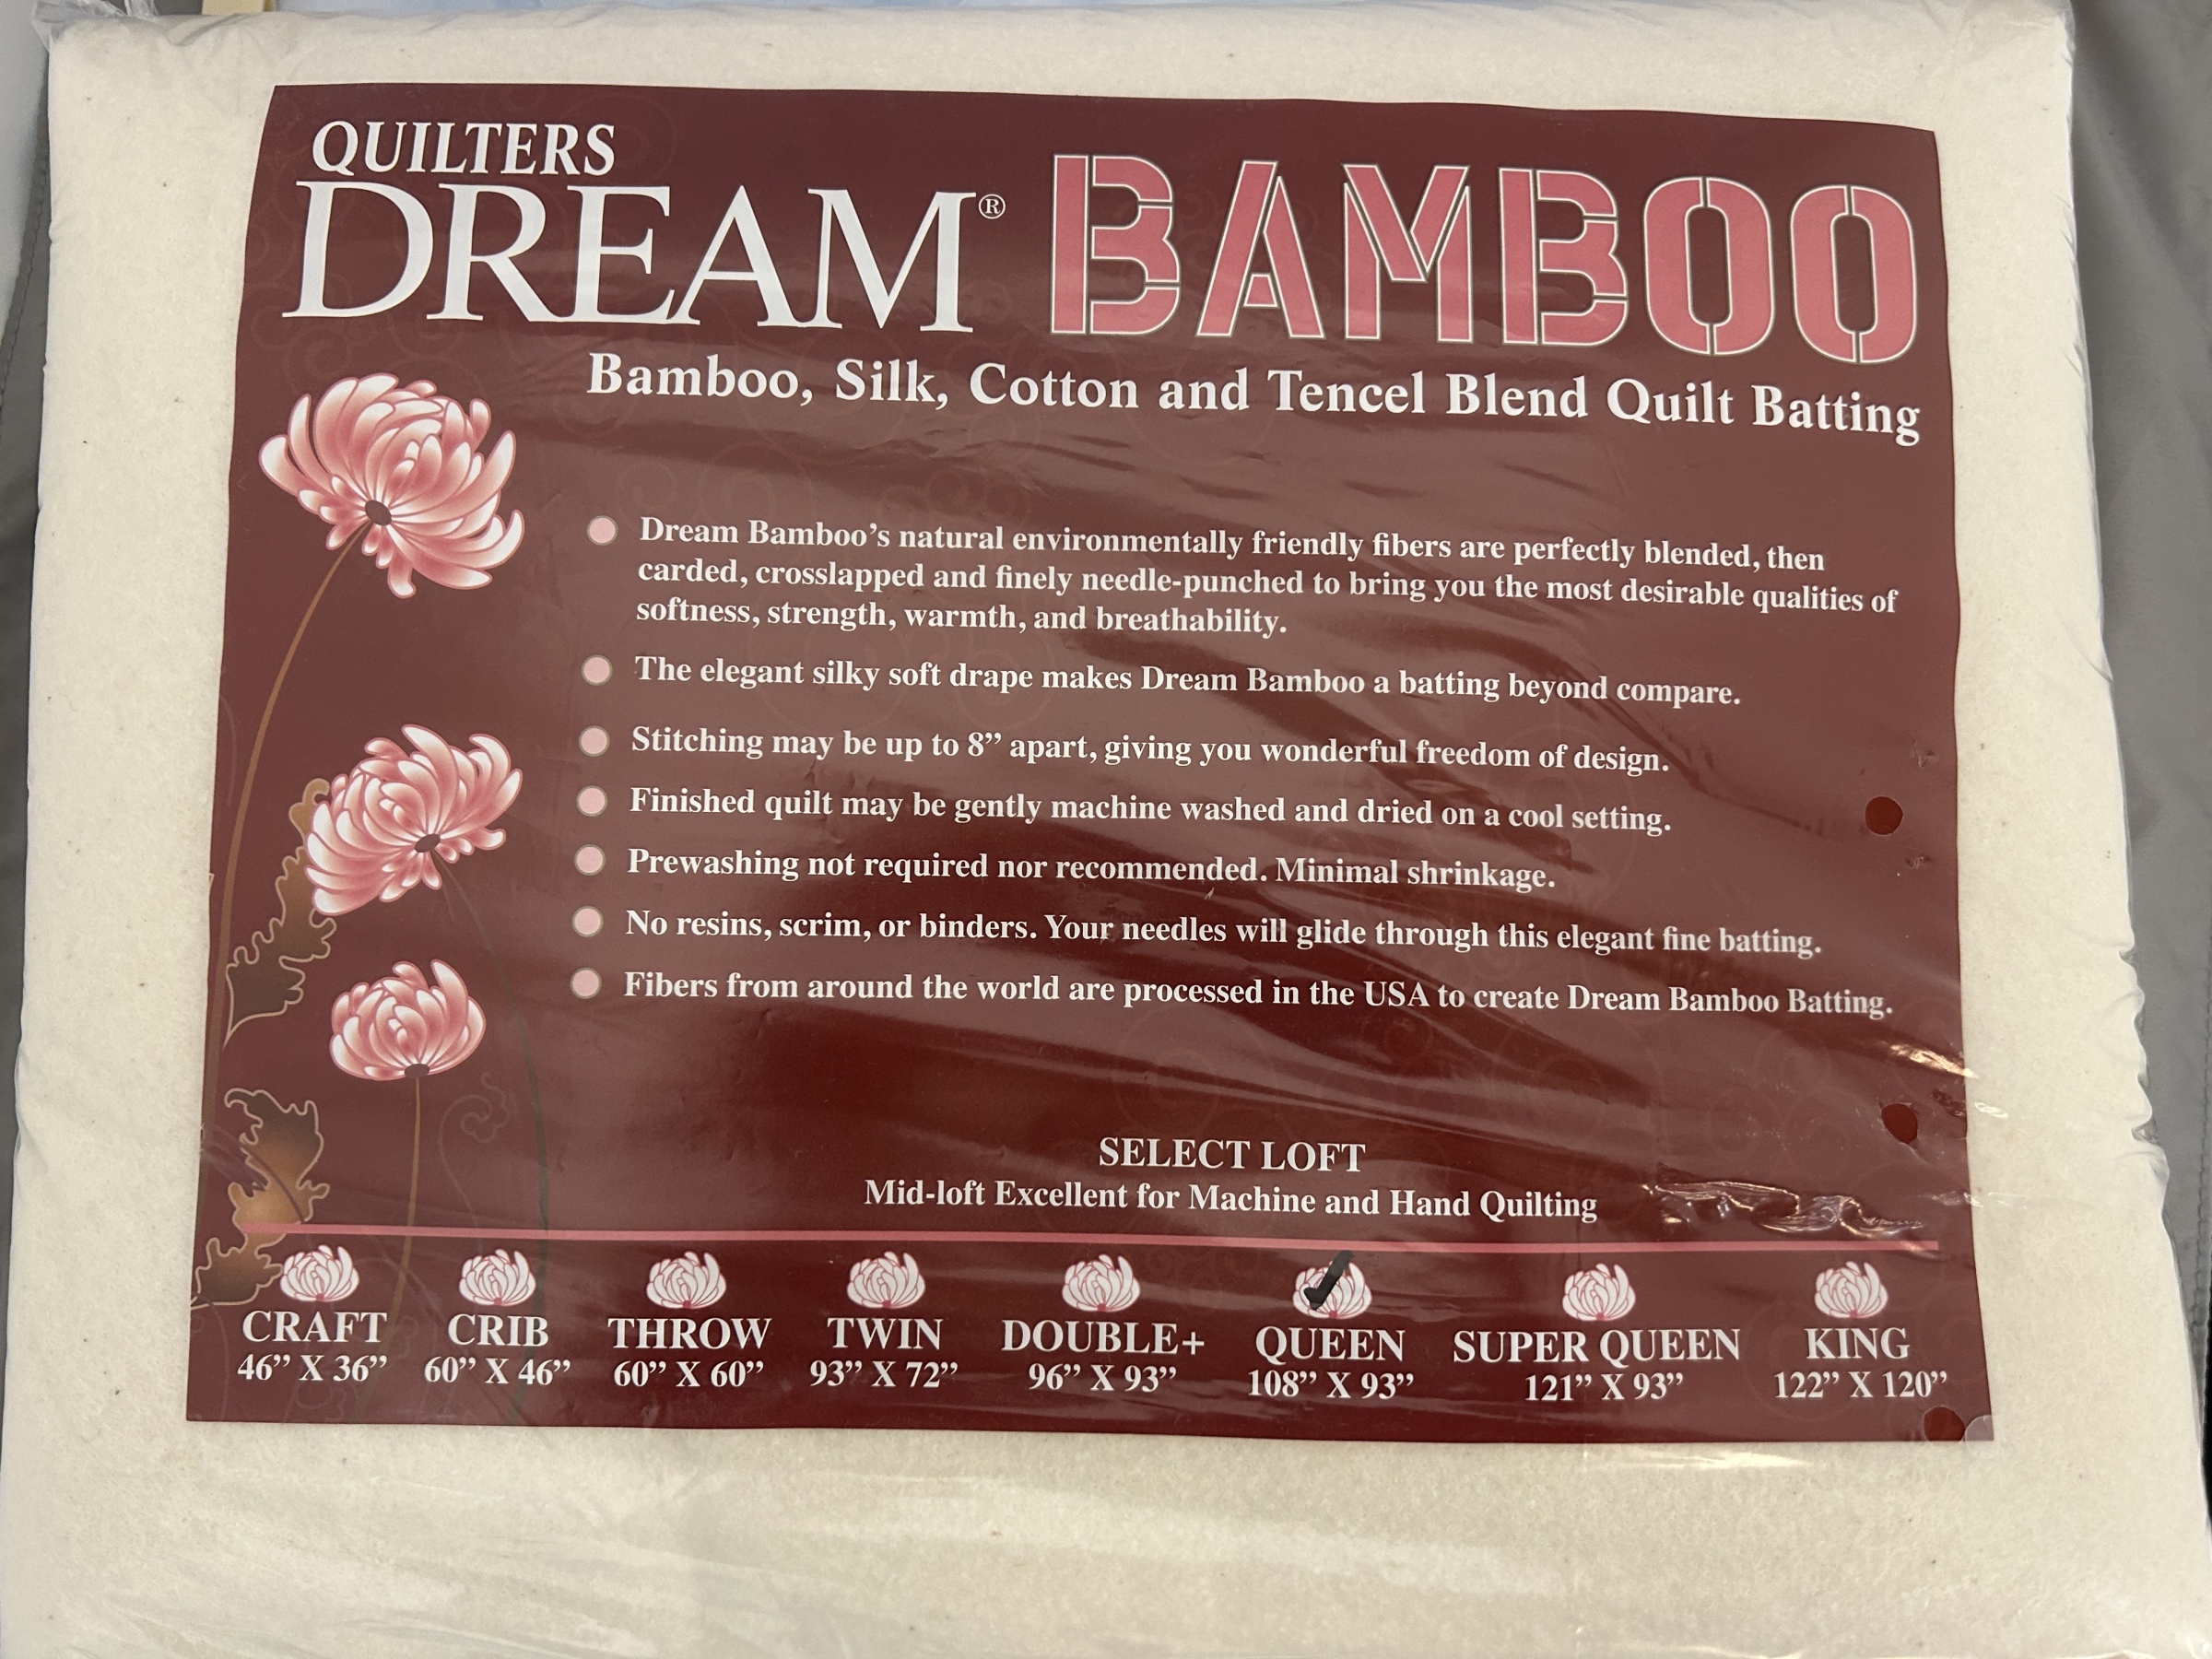 QUILTERS
DREAM® BAMBOO
Bamboo, Silk, Cotton and Tencel Blend Quilt Batting
Dream Bamboo’s natural environmentally friendly fibers are perfectly blended, then
carded, crosslapped and finely needle-punched to bring you the most desirable qualities of
softness, strength, warmth, and breathability.
The elegant silky soft drape makes Dream Bamboo a batting beyond compare.
Stitching may be up to 8” apart, giving you wonderful freedom of design.
Finished quilt may be gently machine washed and dried on a cool setting.
Prewashing not required nor recommended. Minimal shrinkage.
No resins, scrim, or binders. Your needles will glide through this elegant fine batting.
Fibers from around the world are processed in the USA to create Dream Bamboo Batting.
SELECT LOFT
Mid-loft Excellent for Machine and Hand Quilting
CRAFT CRIB THROW TWIN DOUBLE+ QUEEN SUPER QUEEN KING
46” X 36” 60” X 46” 60” X 60” 93” X 72” 96” X 93” 108” X 93” 121” X 93” 122” X 120”